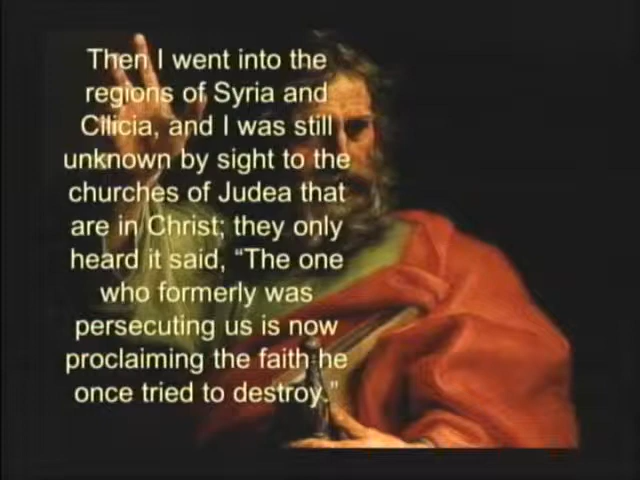 Then I went into the
regions of Syria and
Cilicia, and I was still
unknown by sight to the
churches of Judea that
are in Christ; they only
heard it said, “The one
who formerly was
persecuting us is now
proclaiming the faith he
once tried to destroy.”